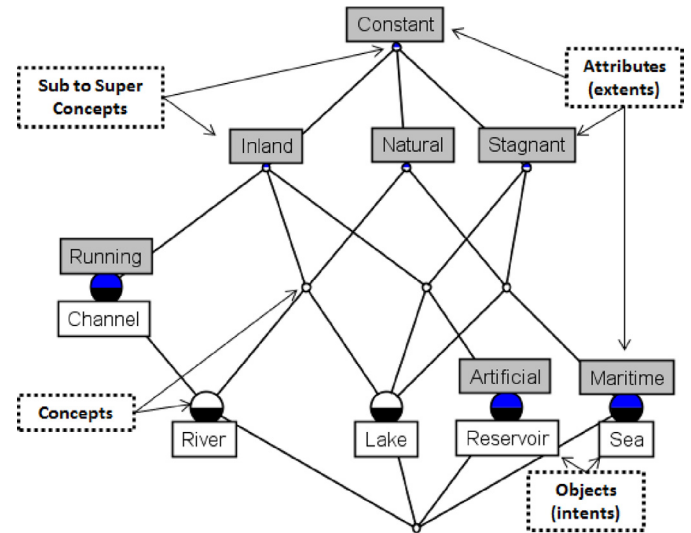 Constant
Sub to Super
Concepts
Attributes
(extents)
Inland
Natural
Stagnant
Running
Channel
Concepts
Artificial
Maritime
River
Lake
Reservoir
Sea
Objects
(intents)